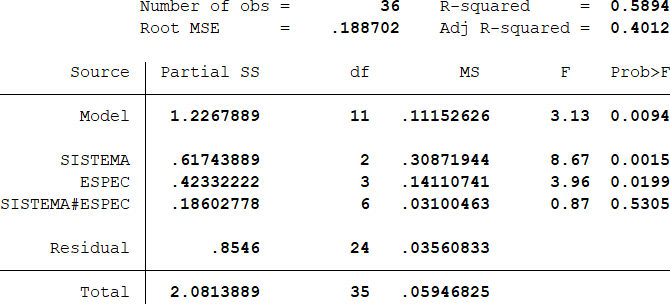 Number of obs = 36 R-squared = 0.5894
Root MSE = .188702 Adj R-squared = 0.4012
Source Partial SS df MS F Prob>F
Model 1.2267889 11 .11152626 3.13 0.0094
SISTEMA .61743889 2 .30871944 8.67 0.0015
ESPEC .42332222 3 .14110741 3.96 0.0199
SISTEMA#ESPEC .18602778 6 .03100463 0.87 0.5305
Residual .8546 24 .03560833
Total 2.0813889 35 .05946825